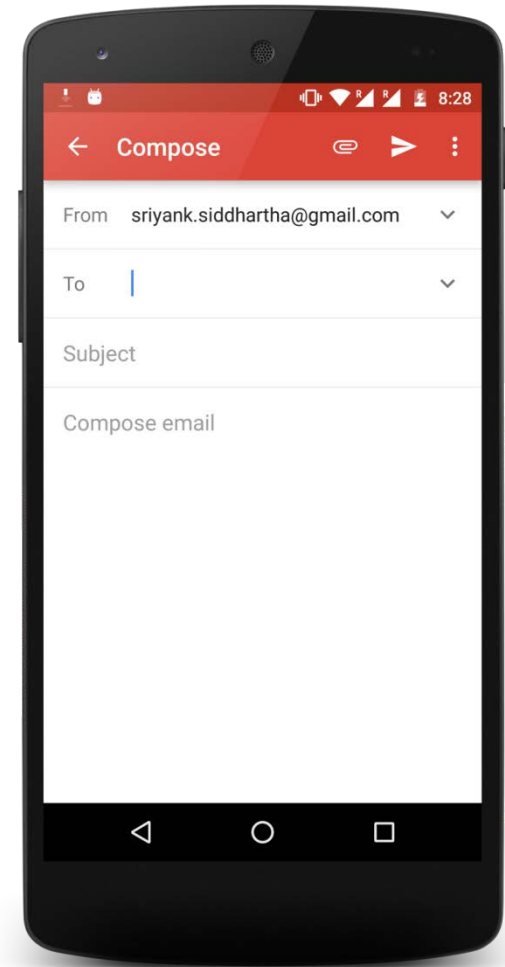 R R 8:28
Compose
From sriyank.siddhartha@gmail.com
To
Subject
Compose email